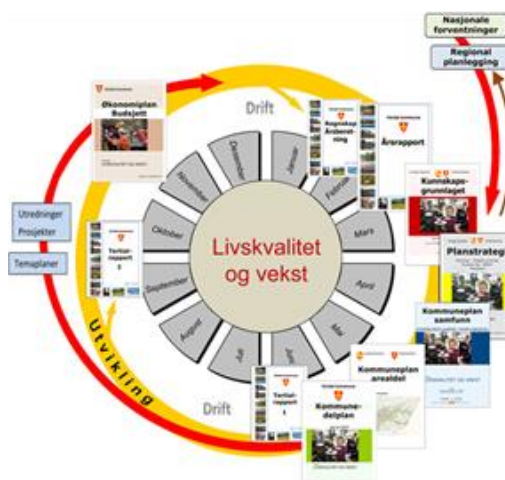 Nasjonale
forventninger
Regional
planlegging
Økonomiplan
Budsjett
Drift
Regnskap
Årsberet-
ning
Årsrapport
Kunnskaps-
grunnlaget
Planstrategi
Kommuneplan
samfunn
Kommuneplan
arealdel
Kommune-
delplan
Tertial-
rapport
1
Drift
Utvikling
Tertial-
rapport
2
Utredninger
Prosjekter
Temaplaner
Januar
Februar
Mars
April
Mai
Juni
Juli
August
September
Oktober
November
Desember
Livskvalitet
og vekst